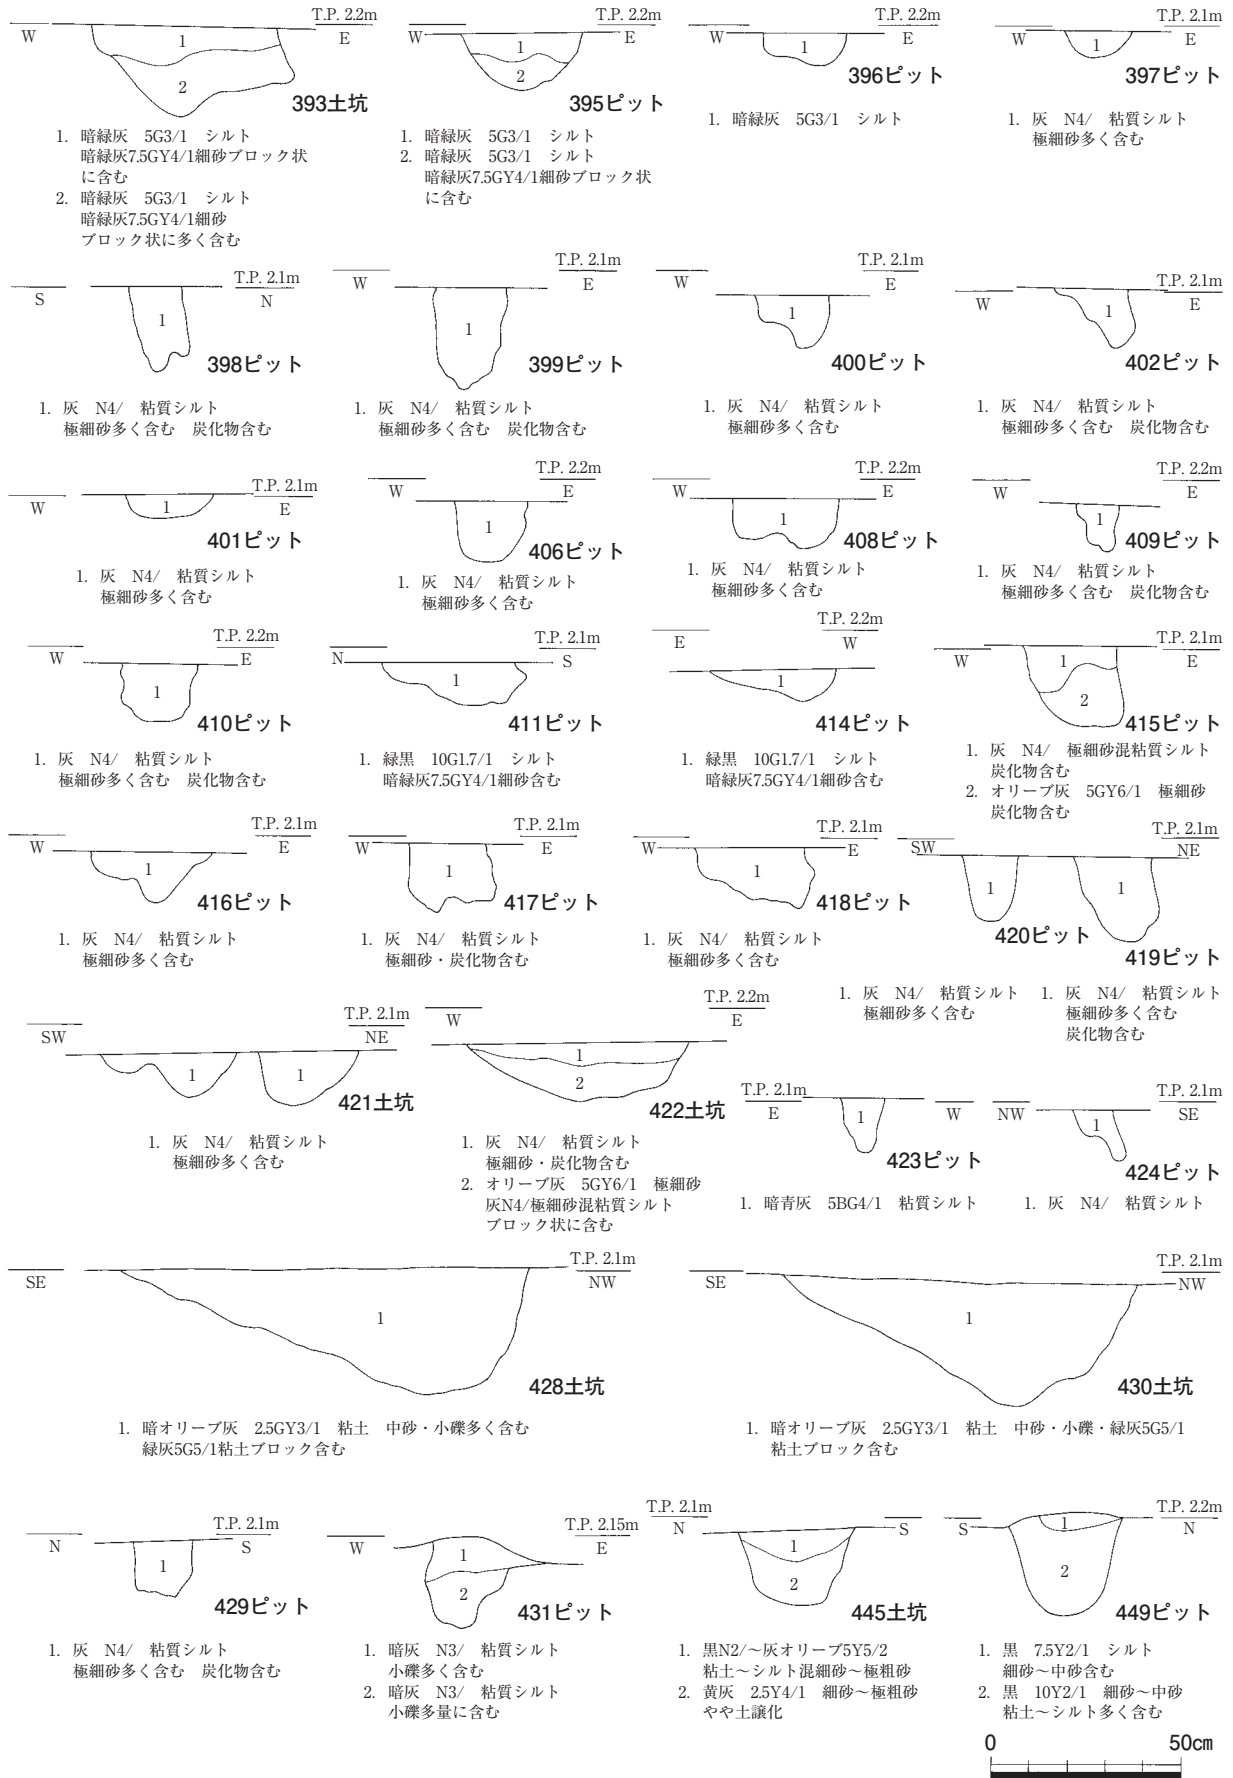 T.P. 2.2m
W
E
1
2
393土坑
1. 暗緑灰 5G3/1 シルト
暗緑灰7.5GY4/1細砂ブロック状
に含む
2. 暗緑灰 5G3/1 シルト
暗緑灰7.5GY4/1細砂
ブロック状に多く含む
T.P. 2.2m
W
E
1
2
395ピット
1. 暗緑灰 5G3/1 シルト
2. 暗緑灰 5G3/1 シルト
暗緑灰7.5GY4/1細砂ブロック状
に含む
T.P. 2.2m
W
E
1
396ピット
1. 暗緑灰 5G3/1 シルト
T.P. 2.1m
W
E
1
397ピット
1. 灰 N4/ 粘質シルト
極細砂多く含む
T.P. 2.1m
S
N
1
398ピット
1. 灰 N4/ 粘質シルト
極細砂多く含む 炭化物含む
T.P. 2.1m
W
E
1
399ピット
1. 灰 N4/ 粘質シルト
極細砂多く含む 炭化物含む
T.P. 2.1m
W
E
1
400ピット
1. 灰 N4/ 粘質シルト
極細砂多く含む
T.P. 2.1m
W
E
1
402ピット
1. 灰 N4/ 粘質シルト
極細砂多く含む 炭化物含む
T.P. 2.1m
W
E
1
401ピット
1. 灰 N4/ 粘質シルト
極細砂多く含む
T.P. 2.2m
W
E
1
406ピット
1. 灰 N4/ 粘質シルト
極細砂多く含む
T.P. 2.2m
W
E
1
408ピット
1. 灰 N4/ 粘質シルト
極細砂多く含む
T.P. 2.2m
W
E
1
409ピット
1. 灰 N4/ 粘質シルト
極細砂多く含む 炭化物含む
T.P. 2.2m
W
E
1
410ピット
1. 灰 N4/ 粘質シルト
極細砂多く含む 炭化物含む
T.P. 2.1m
N
S
1
411ピット
1. 緑黒 10G1.7/1 シルト
暗緑灰7.5GY4/1細砂含む
T.P. 2.2m
E
W
1
414ピット
1. 緑黒 10G1.7/1 シルト
暗緑灰7.5GY4/1細砂含む
T.P. 2.1m
W
E
1
2
415ピット
1. 灰 N4/ 極細砂混粘質シルト
炭化物含む
2. オリーブ灰 5GY6/1 極細砂
炭化物含む
T.P. 2.1m
W
E
1
416ピット
1. 灰 N4/ 粘質シルト
極細砂多く含む
T.P. 2.1m
W
E
1
417ピット
1. 灰 N4/ 粘質シルト
極細砂・炭化物含む
T.P. 2.1m
W
E
1
418ピット
1. 灰 N4/ 粘質シルト
極細砂多く含む
T.P. 2.1m
SW
NE
1
1
420ピット
419ピット
1. 灰 N4/ 粘質シルト
極細砂多く含む
1. 灰 N4/ 粘質シルト
極細砂多く含む
炭化物含む
T.P. 2.1m
SW
NE
1
1
421土坑
1. 灰 N4/ 粘質シルト
極細砂多く含む
T.P. 2.2m
W
E
1
2
422土坑
1. 灰 N4/ 粘質シルト
極細砂・炭化物含む
2. オリーブ灰 5GY6/1 極細砂
灰N4/極細砂混粘質シルト
ブロック状に含む
T.P. 2.1m
E
W
1
423ピット
1. 暗青灰 5BG4/1 粘質シルト
T.P. 2.1m
NW
SE
1
424ピット
1. 灰 N4/ 粘質シルト
T.P. 2.1m
SE
NW
1
428土坑
1. 暗オリーブ灰 2.5GY3/1 粘土 中砂・小礫多く含む
緑灰5G5/1粘土ブロック含む
T.P. 2.1m
SE
NW
1
430土坑
1. 暗オリーブ灰 2.5GY3/1 粘土 中砂・小礫・緑灰5G5/1
粘土ブロック含む
T.P. 2.1m
N
S
1
429ピット
1. 灰 N4/ 粘質シルト
極細砂多く含む 炭化物含む
T.P. 2.15m
W
E
1
2
431ピット
1. 暗灰 N3/ 粘質シルト
小礫多く含む
2. 暗灰 N3/ 粘質シルト
小礫多量に含む
T.P. 2.1m
N
S
1
2
445土坑
1. 黒N2/～灰オリーブ5Y5/2
粘土～シルト混細砂～極粗砂
2. 黄灰 2.5Y4/1 細砂～極粗砂
やや土譲化
T.P. 2.2m
S
N
1
2
449ピット
1. 黒 7.5Y2/1 シルト
細砂～中砂含む
2. 黒 10Y2/1 細砂～中砂
粘土～シルト多く含む
0
50cm